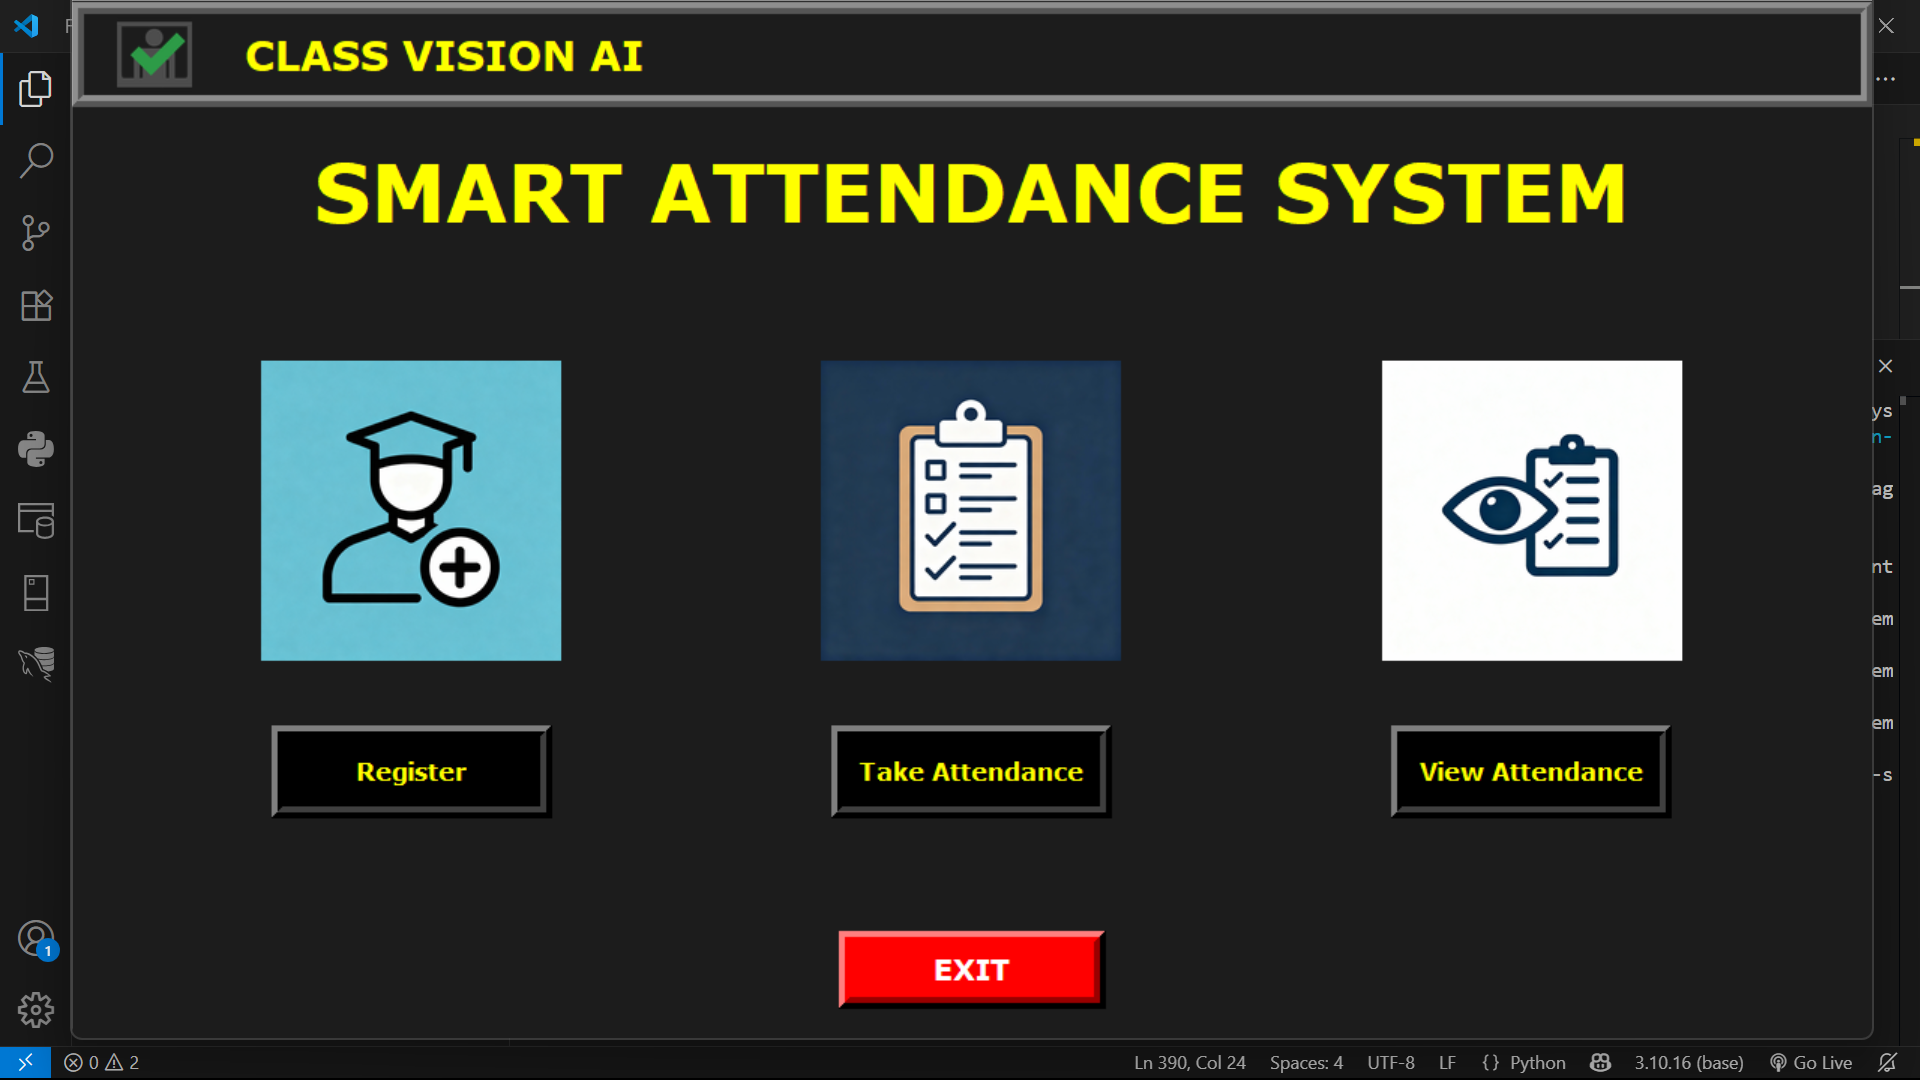 CLASS VISION AI
SMART ATTENDANCE SYSTEM
ys
n-
ag
nt
em
em
em
-s
Register
Take Attendance
View Attendance
EXIT
1
0 2
Ln 390, Col 24
Spaces: 4
UTF-8
LF
{ } Python
3.10.16 (base)
Go Live